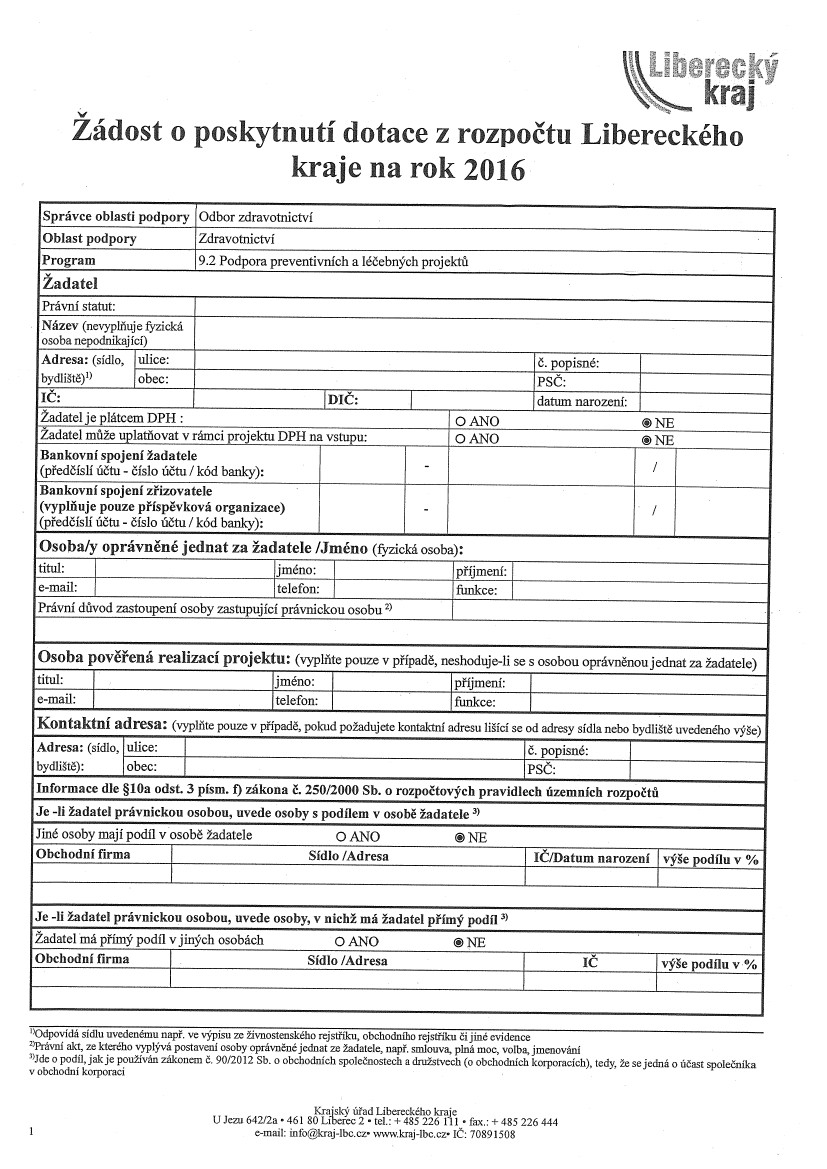 Liberecký
kraj
Žádost o poskytnutí dotace z rozpočtu Libereckého
kraje na rok 2016
Správce oblasti podpory Odbor zdravotnictví
Oblast podpory Zdravotnictví
Program 9.2 Podpora preventivních a léčebných projektů
Žadatel
Právní statut:
Název (nevyplňuje fyzická
osoba nepodnikající)
Adresa: (sídlo, ulice: č. popisné:
bydliště)1) obec: PSČ:
IČ: DIČ: datum narození:
Žadatel je plátcem DPH : ANO NE
Žadatel může uplatňovat v rámci projektu DPH na vstupu: ANO NE
Bankovní spojení žadatele
(předčíslí účtu - číslo účtu / kód banky): - /
Bankovní spojení zřizovatele
(vyplňuje pouze příspěvková organizace)
(předčíslí účtu - číslo účtu / kód banky): - /
Osoba/y oprávněné jednat za žadatele /Jméno (fyzická osoba):
titul: jméno: příjmení:
e-mail: telefon: funkce:
Právní důvod zastoupení osoby zastupující právnickou osobu 2)
Osoba pověřená realizací projektu: (vyplňte pouze v případě, neshoduje-li se s osobou oprávněnou jednat za žadatele)
titul: jméno: příjmení:
e-mail: telefon: funkce:
Kontaktní adresa: (vyplňte pouze v případě, pokud požadujete kontaktní adresu lišící se od adresy sídla nebo bydliště uvedeného výše)
Adresa: (sídlo, ulice: č. popisné:
bydliště): obec: PSČ:
Informace dle §10a odst. 3 písm. f) zákona č. 250/2000 Sb. o rozpočtových pravidlech územních rozpočtů
Je -li žadatel právnickou osobou, uvede osoby s podílem v osobě žadatele 3)
Jiné osoby mají podíl v osobě žadatele ANO NE
Obchodní firma Sídlo /Adresa IČ/Datum narození výše podílu v %
Je -li žadatel právnickou osobou, uvede osoby, v nichž má žadatel přímý podíl 3)
Žadatel má přímý podíl v jiných osobách ANO NE
Obchodní firma Sídlo /Adresa IČ výše podílu v %
1)Odpovídá sídlu uvedenému např. ve výpisu ze živnostenského rejstříku, obchodního rejstříku či jiné evidence
2)Právní akt, ze kterého vyplývá postavení osoby oprávněné jednat ze žadatele, např. smlouva, plná moc, volba, jmenování
3)Jde o podíl, jak je používán zákonem č. 90/2012 Sb. o obchodních společnostech a družstvech (o obchodních korporacích), tedy, že se jedná o účast společníka
v obchodní korporaci
Krajský úřad Libereckého kraje
U Jezu 642/2a • 461 80 Liberec 2 • tel.: + 485 226 111 • fax.: + 485 226 444
e-mail: info@kraj-lbc.cz• www.kraj-lbc.cz• IČ: 70891508
1